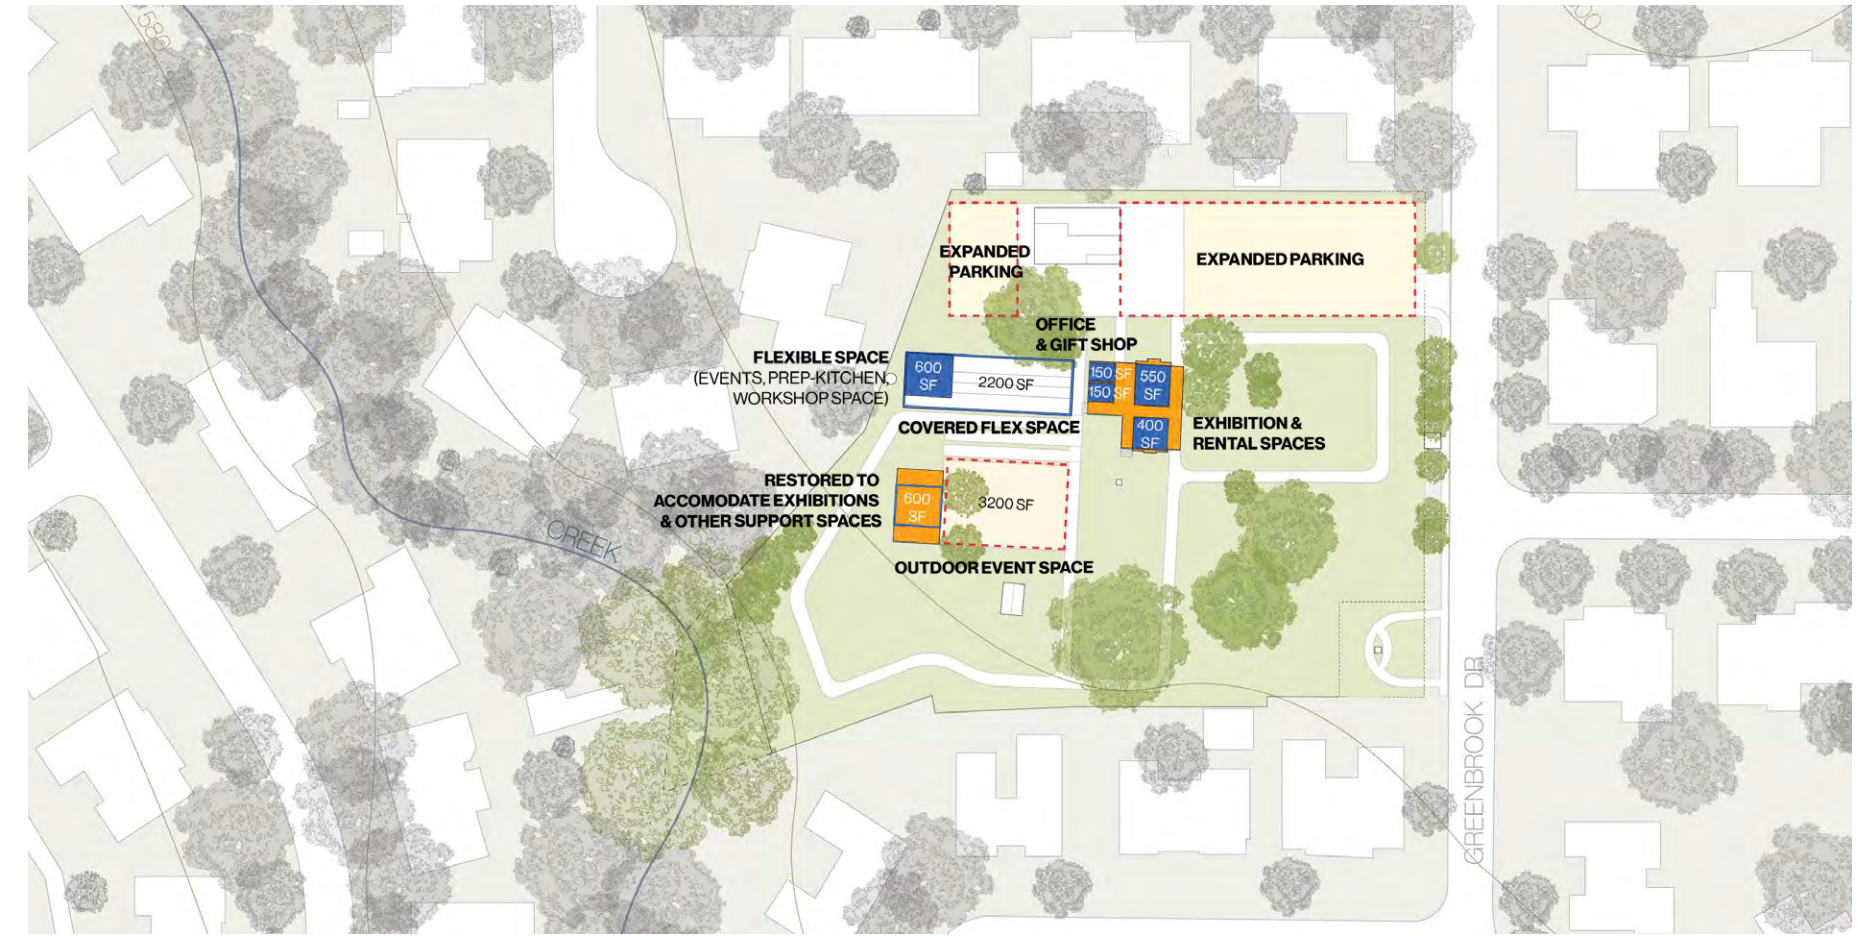 580
EXPANDED
PARKING
EXPANDED PARKING
OFFICE
& GIFT SHOP
FLEXIBLE SPACE
(EVENTS, PREP-KITCHEN,
WORKSHOP SPACE)
600
SF
2200 SF
150 SF
150 SF
550
SF
400
SF
COVERED FLEX SPACE
EXHIBITION &
RENTAL SPACES
RESTORED TO
ACCOMODATE EXHIBITIONS
& OTHER SUPPORT SPACES
600
SF
3200 SF
OUTDOOR EVENT SPACE
CREEK
GREENBROOK DR